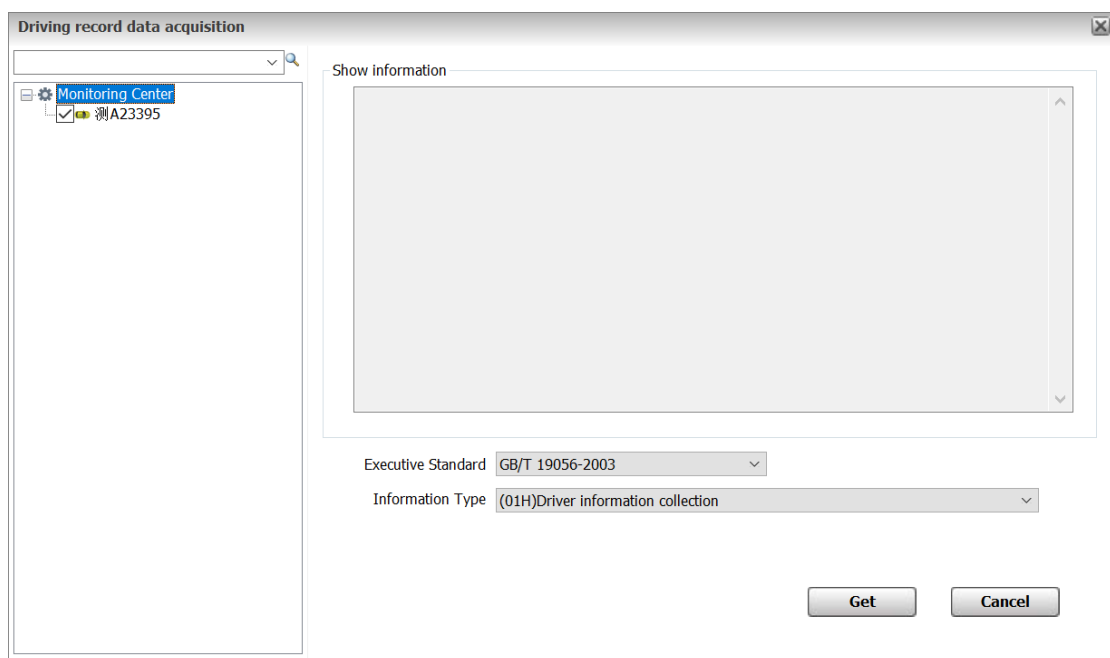 Driving record data acquisition
Monitoring Center
测A23395
Show information
Executive Standard GB/T 19056-2003
Information Type (01H)Driver information collection
Get Cancel